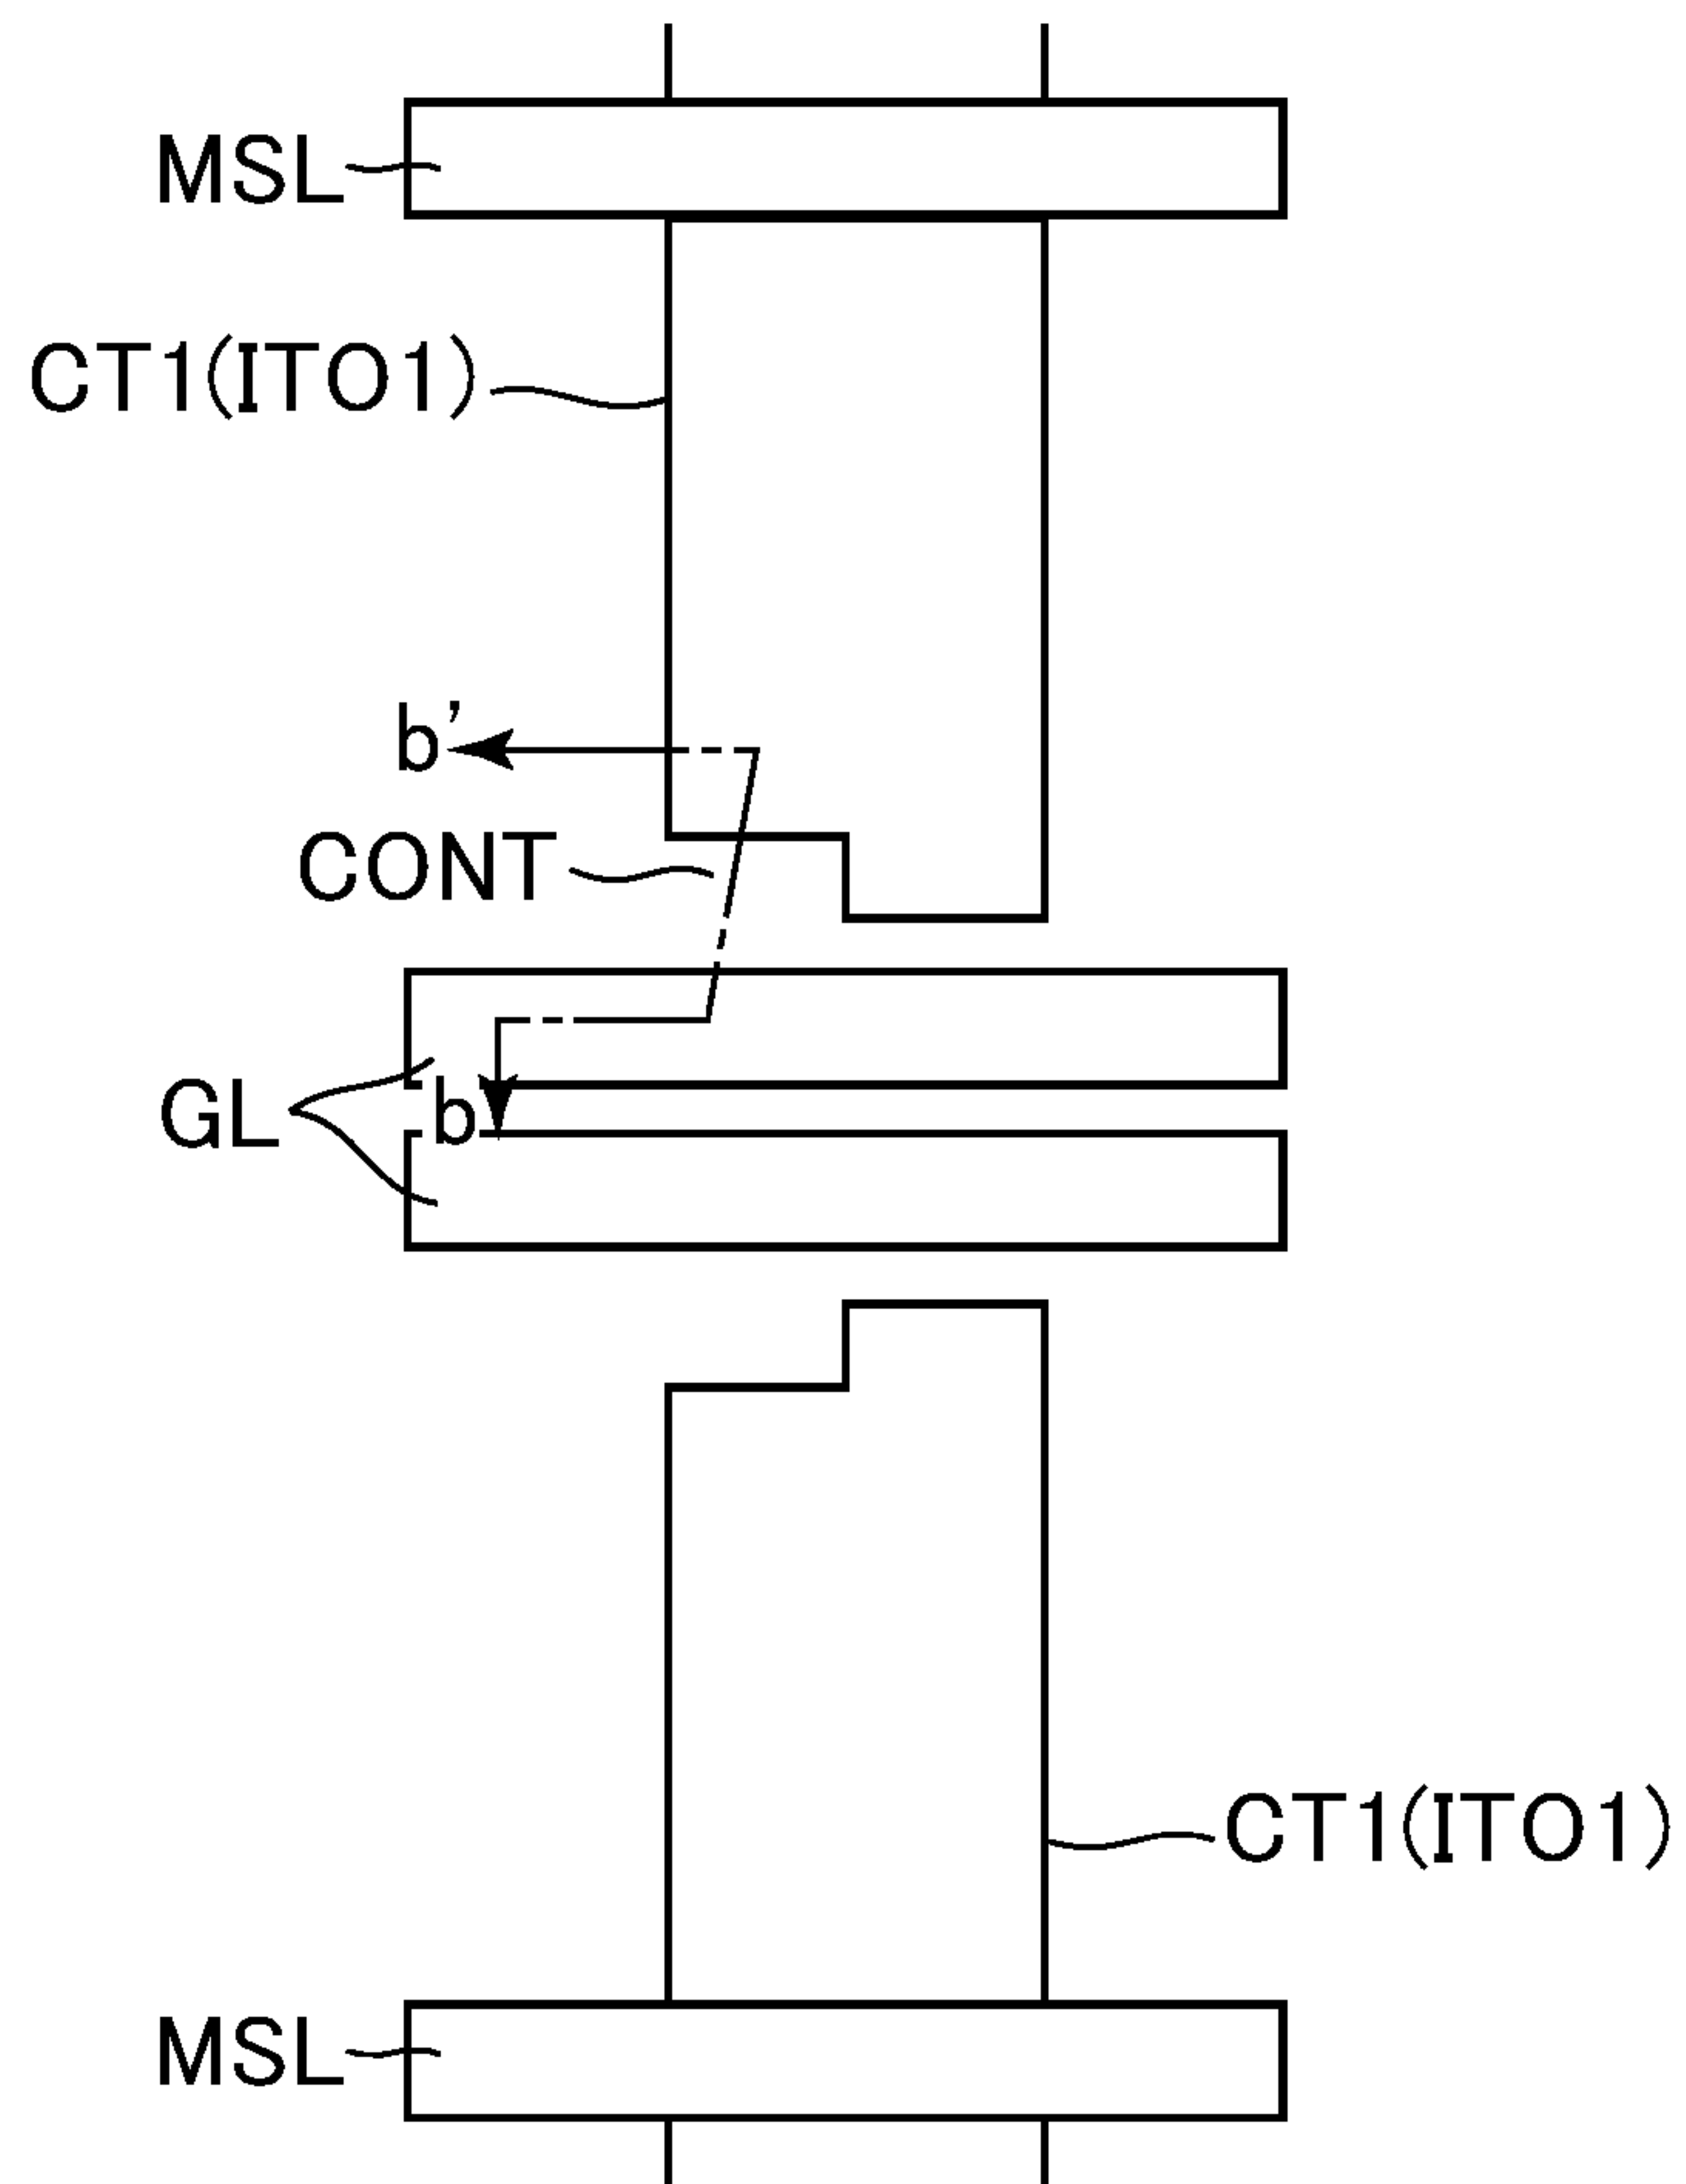 MSL
CT1(ITO1)
b'
CONT
b
GL
CT1(ITO1)
MSL